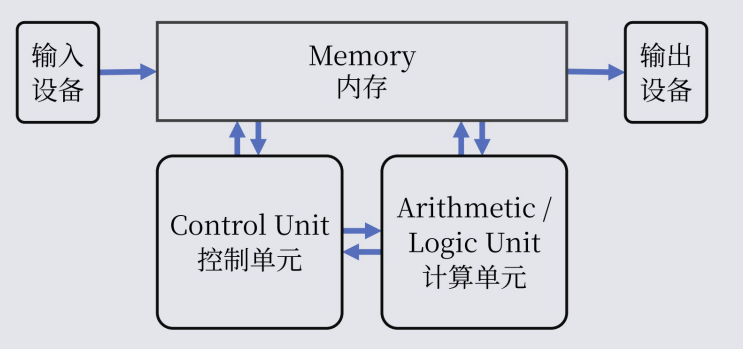 输入
设备
Memory
内存
输出
设备
Control Unit
控制单元
Arithmetic /
Logic Unit
计算单元